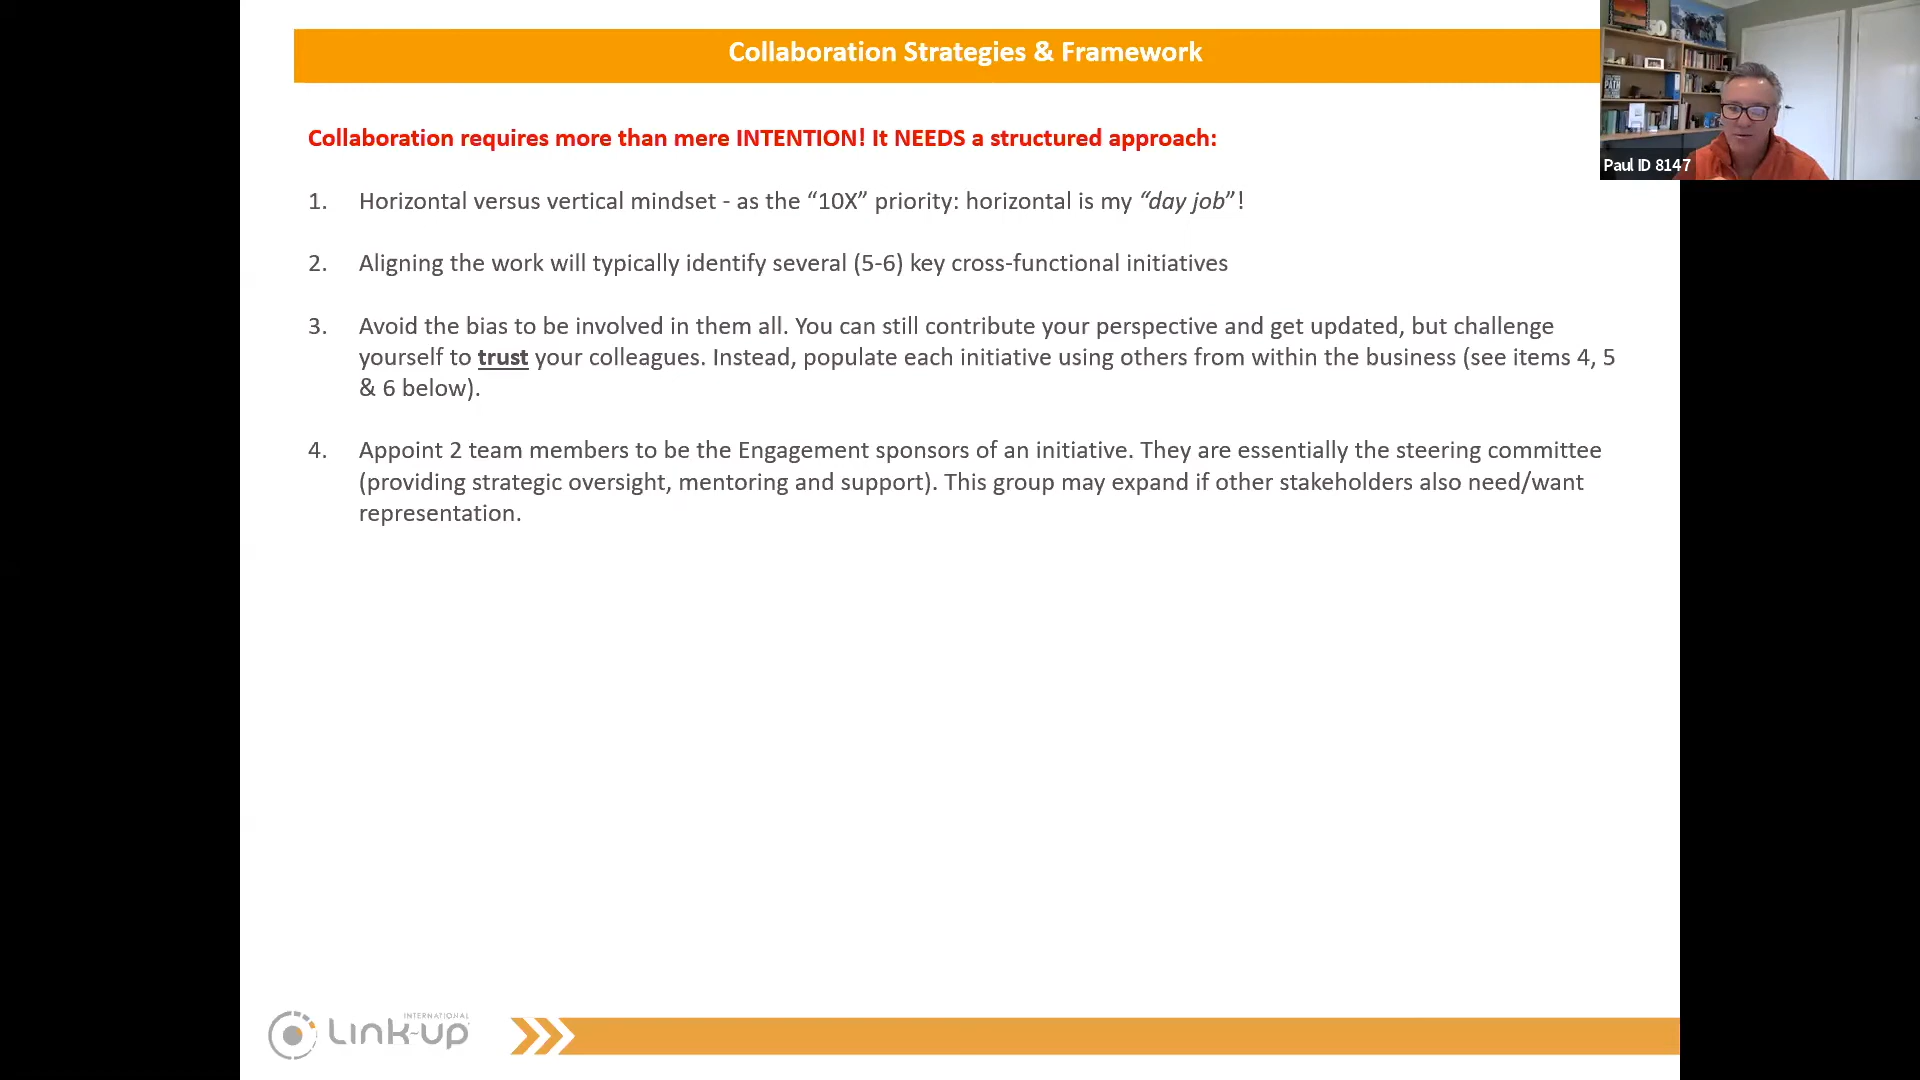 Collaboration Strategies & Framework
Paul ID 8147
Collaboration requires more than mere INTENTION! It NEEDS a structured approach:
1. Horizontal versus vertical mindset - as the “10X” priority: horizontal is my “day job”!
2. Aligning the work will typically identify several (5-6) key cross-functional initiatives
3. Avoid the bias to be involved in them all. You can still contribute your perspective and get updated, but challenge
yourself to trust your colleagues. Instead, populate each initiative using others from within the business (see items 4, 5
& 6 below).
4. Appoint 2 team members to be the Engagement sponsors of an initiative. They are essentially the steering committee
(providing strategic oversight, mentoring and support). This group may expand if other stakeholders also need/want
representation.
INTERNATIONAL
Link-up